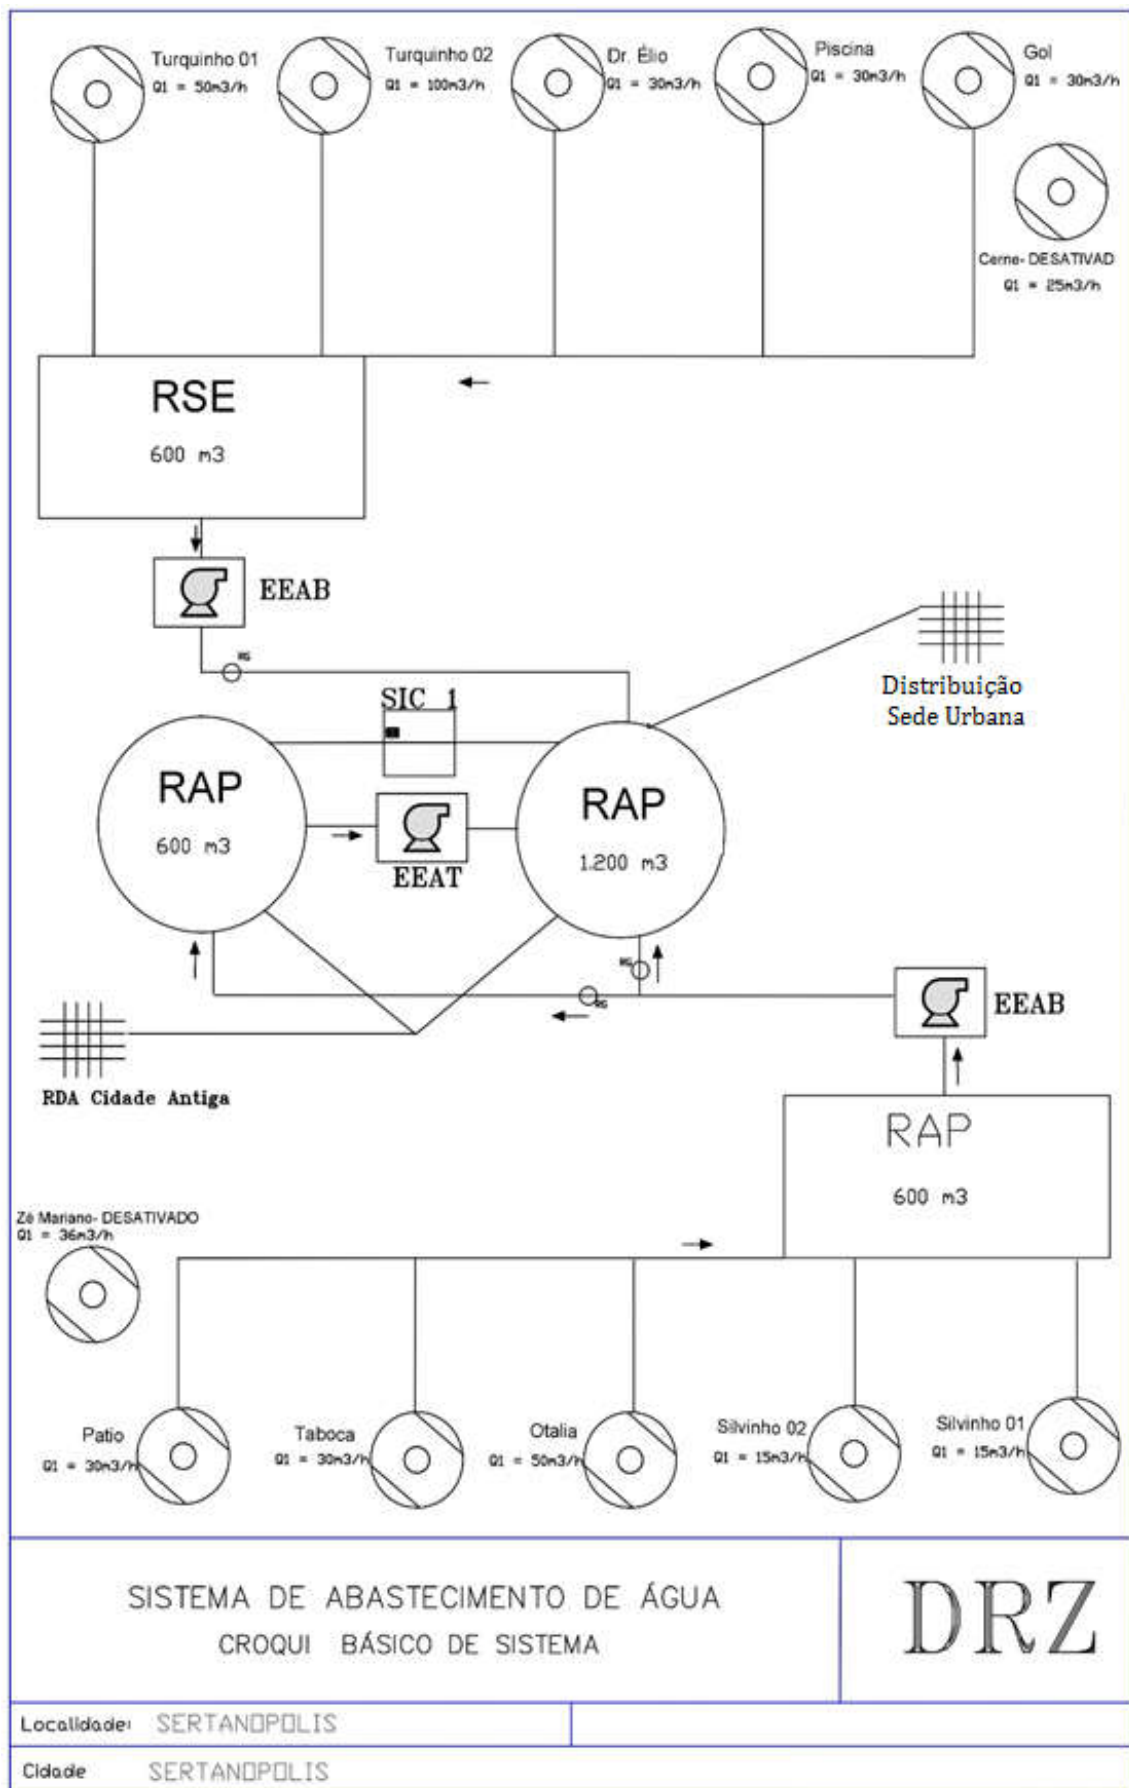 Turquinho 01
Q1 = 50m3/h
Turquinho 02
Q1 = 100m3/h
Dr. Élio
Q1 = 30m3/h
Piscina
Q1 = 30m3/h
Gol
Q1 = 30m3/h
Cerne- DESATIVAD
Q1 = 25m3/h
RSE
600 m3
EEAB
RG
Distribuição
Sede Urbana
SIC 1
RAP
600 m3
RAP
1.200 m3
EEAT
RG
RG
EEAB
RDA Cidade Antiga
RAP
600 m3
Zé Mariano- DESATIVADO
Q1 = 36m3/h
Patio
Q1 = 30m3/h
Taboca
Q1 = 30m3/h
Otalia
Q1 = 50m3/h
Silvinho 02
Q1 = 15m3/h
Silvinho 01
Q1 = 15m3/h
SISTEMA DE ABASTECIMENTO DE ÁGUA
CROQUI BÁSICO DE SISTEMA
DRZ
Localidade: SERTANOPOLIS
Cidade SERTANOPOLIS